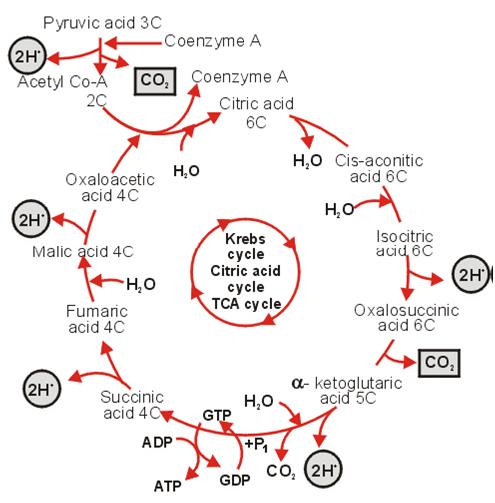 Pyruvic acid 3C
Coenzyme A
2H•
CO₂
Acetyl Co-A
2C
Coenzyme A
Citric acid
6C
H₂O
H₂O
Cis-aconitic
acid 6C
H₂O
Isocitric
acid 6C
2H•
Oxalosuccinic
acid 6C
CO₂
α- ketoglutaric
acid 5C
H₂O
CO₂
2H•
+P₁
GTP
GDP
ADP
ATP
Succinic
acid 4C
2H•
Fumaric
acid 4C
H₂O
Malic acid 4C
2H•
Oxaloacetic
acid 4C
Krebs
cycle
Citric acid
cycle
TCA cycle